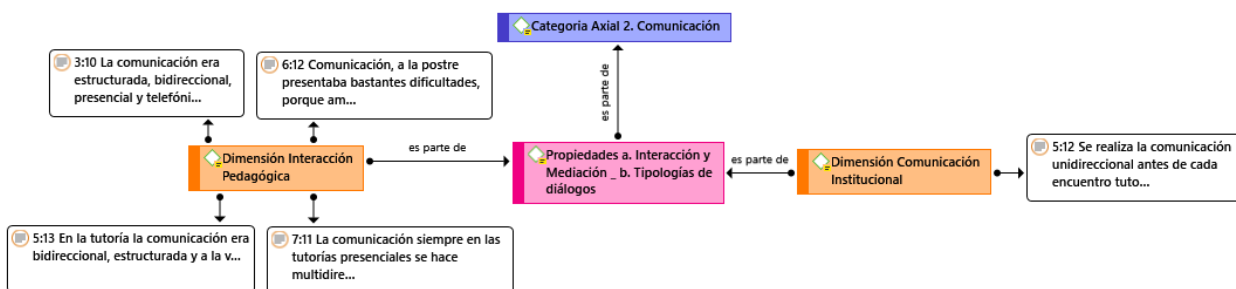 Categoria Axial 2. Comunicación
3:10 La comunicación era
estructurada, bidireccional,
presencial y telefóni...
6:12 Comunicación, a la postre
presentaba bastantes dificultades,
porque am...
es parte de
Dimensión Interacción
Pedagógica
es parte de
Propiedades a. Interacción y
Mediación _ b. Tipologías de
diálogos
es parte de
Dimensión Comunicación
Institucional
5:12 Se realiza la comunicación
unidireccional antes de cada
encuentro tuto...
5:13 En la tutoría la comunicación era
bidireccional, estructurada y a la v...
7:11 La comunicación siempre en las
tutorías presenciales se hace
multidire...